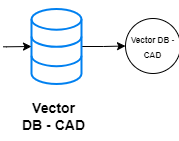 Vector DB -
CAD
Vector
DB - CAD